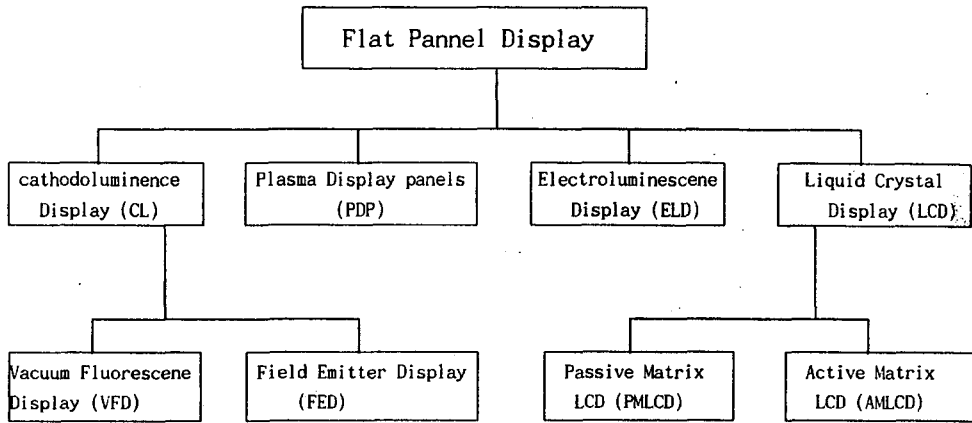 Flat Pannel Display
cathodoluminence
Display (CL)
Plasma Display panels
(PDP)
Electroluminescene
Display (ELD)
Liquid Crystal
Display (LCD)
Vacuum Fluorescene
Display (VFD)
Field Emitter Display
(FED)
Passive Matrix
LCD (PMLCD)
Active Matrix
LCD (AMLCD)